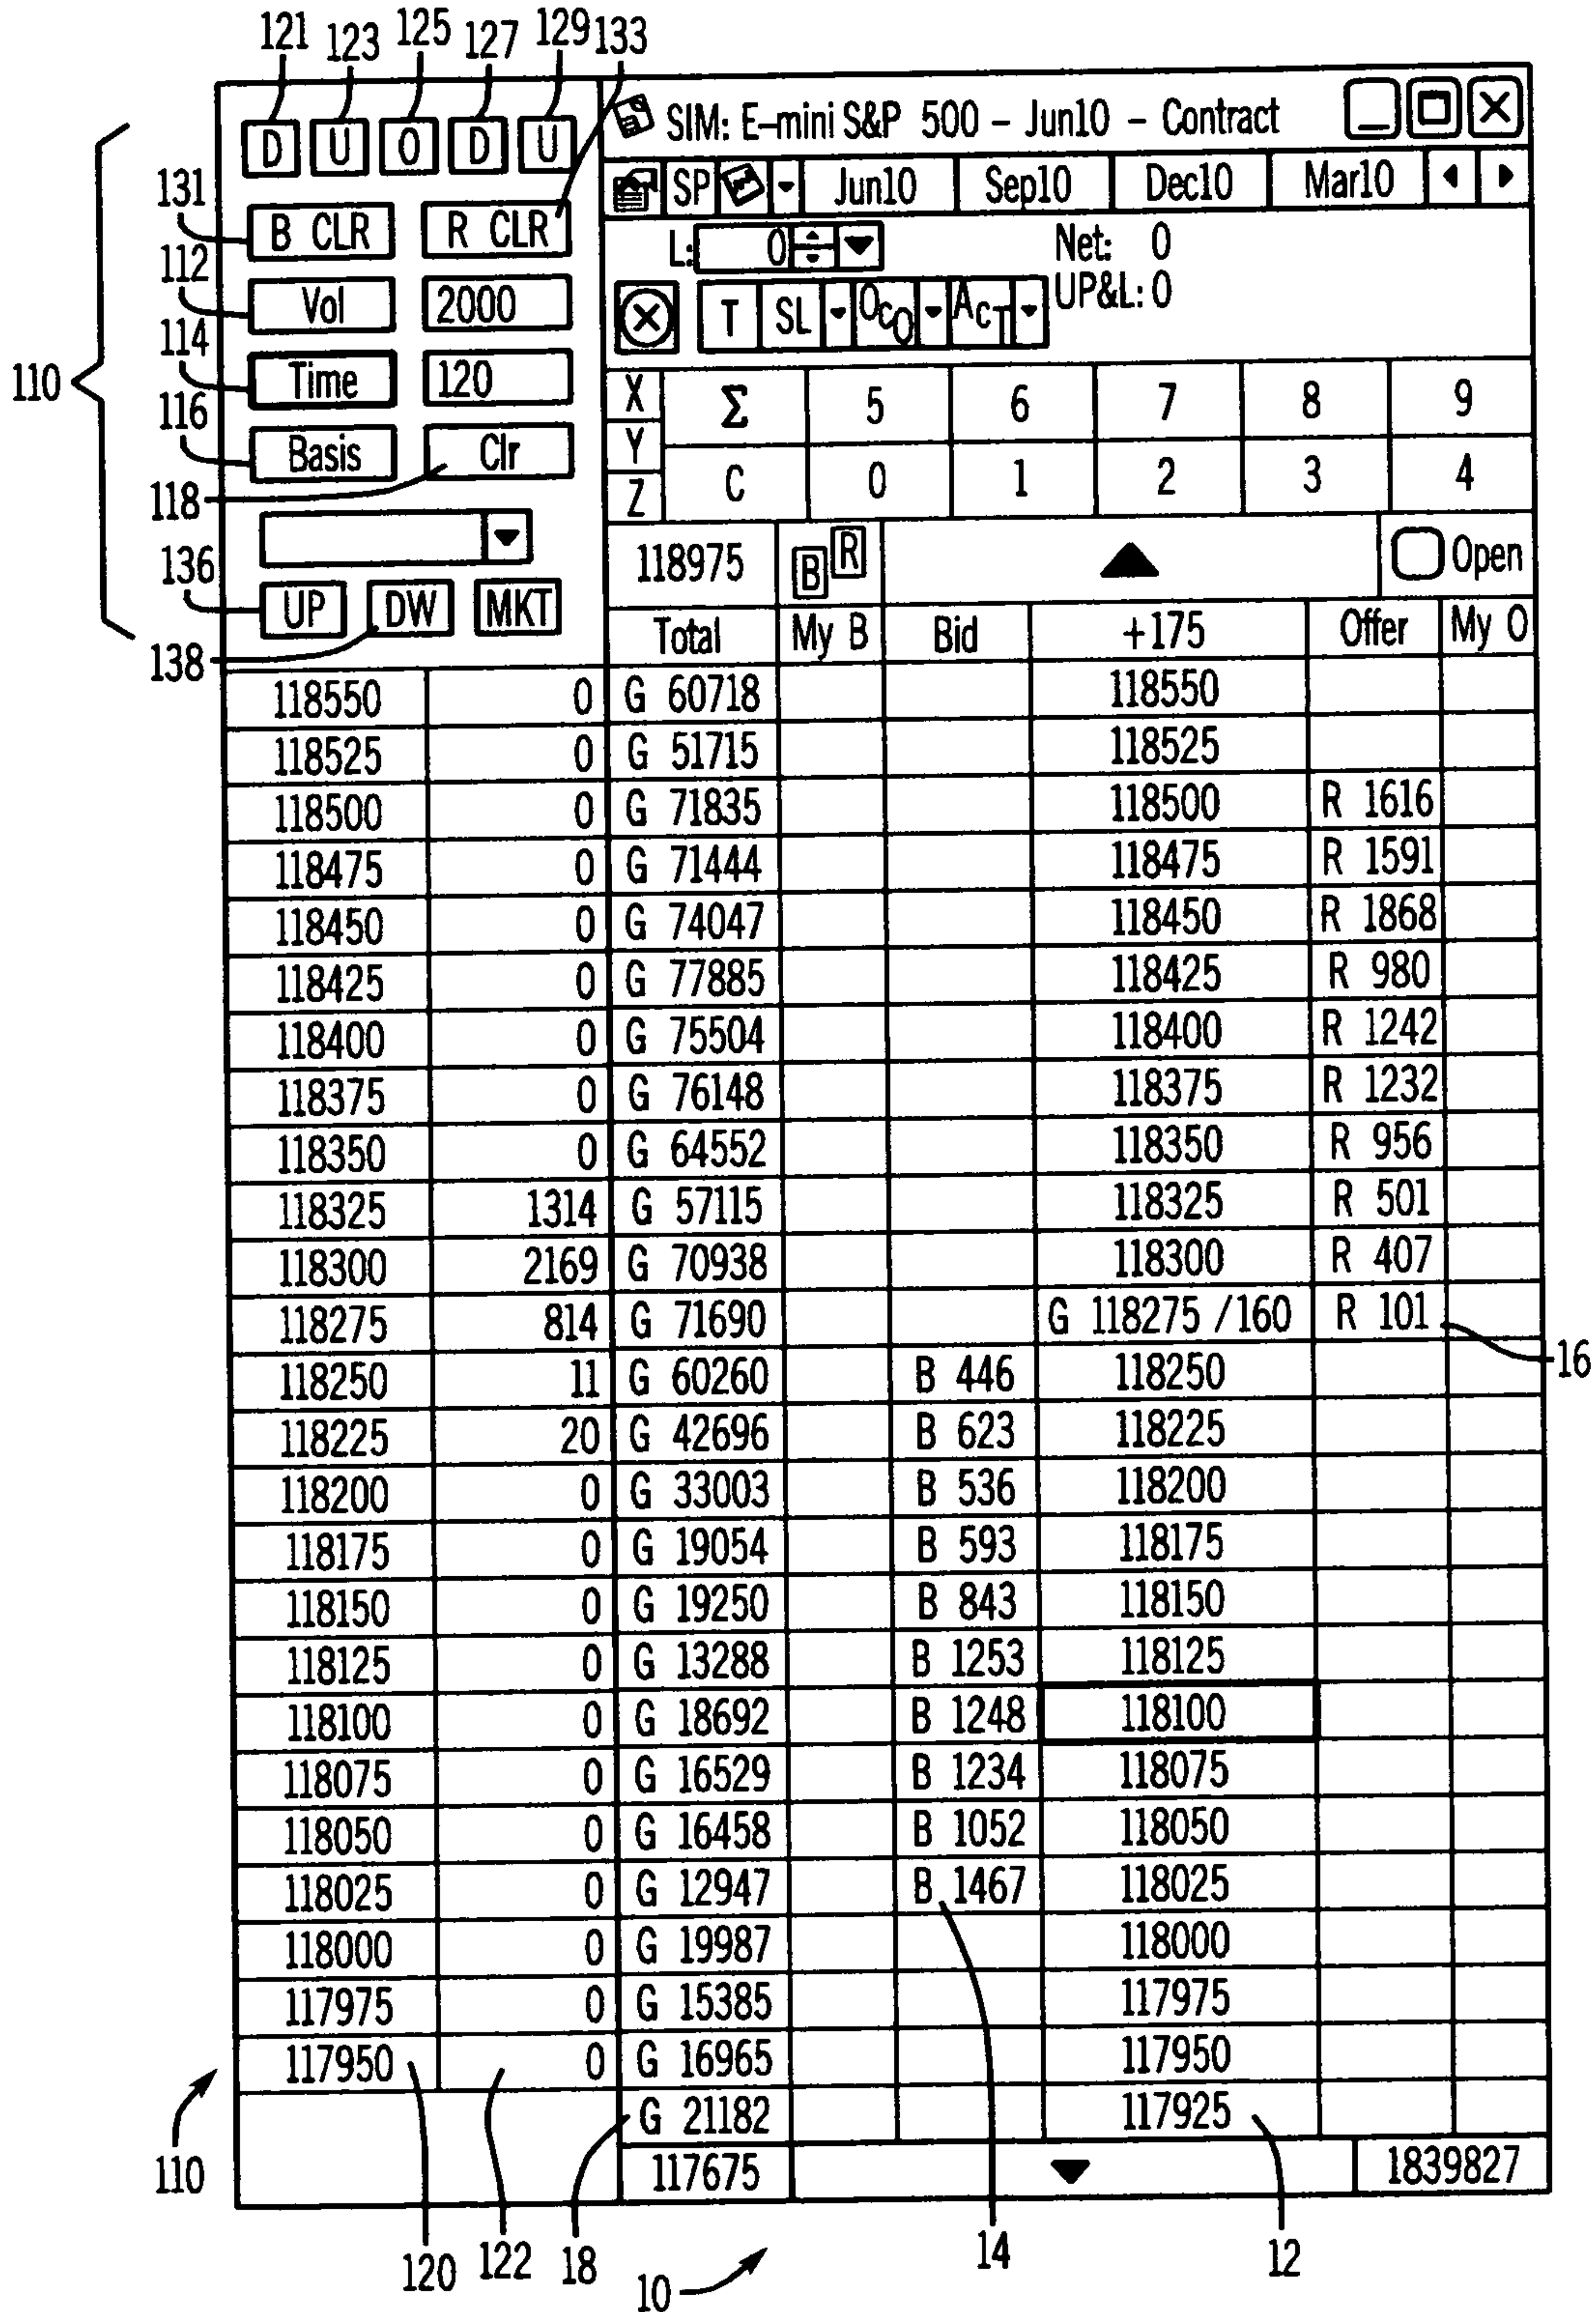 121 123 125 127 129 133
D U O D U SIM: E-mini S&P 500 - Jun10 - Contract
SP Jun10 Sep10 Dec10 Mar10
131 B CLR R CLR L: 0 Net: 0
112 Vol 2000 T SL OCO ACT UP&L: 0
114 Time 120
110
X Σ 5 6 7 8 9
116 Basis Clr Y
118 Z C 0 1 2 3 4
118975 B R Open
136 UP DW MKT
138 Total My B Bid +175 Offer My O
118550 0 G 60718 118550
118525 0 G 51715 118525
118500 0 G 71835 118500 R 1616
118475 0 G 71444 118475 R 1591
118450 0 G 74047 118450 R 1868
118425 0 G 77885 118425 R 980
118400 0 G 75504 118400 R 1242
118375 0 G 76148 118375 R 1232
118350 0 G 64552 118350 R 956
118325 1314 G 57115 118325 R 501
118300 2169 G 70938 118300 R 407
118275 814 G 71690 G 118275 /160 R 101
16
118250 11 G 60260 B 446 118250
118225 20 G 42696 B 623 118225
118200 0 G 33003 B 536 118200
118175 0 G 19054 B 593 118175
118150 0 G 19250 B 843 118150
118125 0 G 13288 B 1253 118125
118100 0 G 18692 B 1248 118100
118075 0 G 16529 B 1234 118075
118050 0 G 16458 B 1052 118050
118025 0 G 12947 B 1467 118025
118000 0 G 19987 118000
117975 0 G 15385 117975
117950 0 G 16965 117950
G 21182 117925
110 117675 1839827
120 122 18 10 14 12